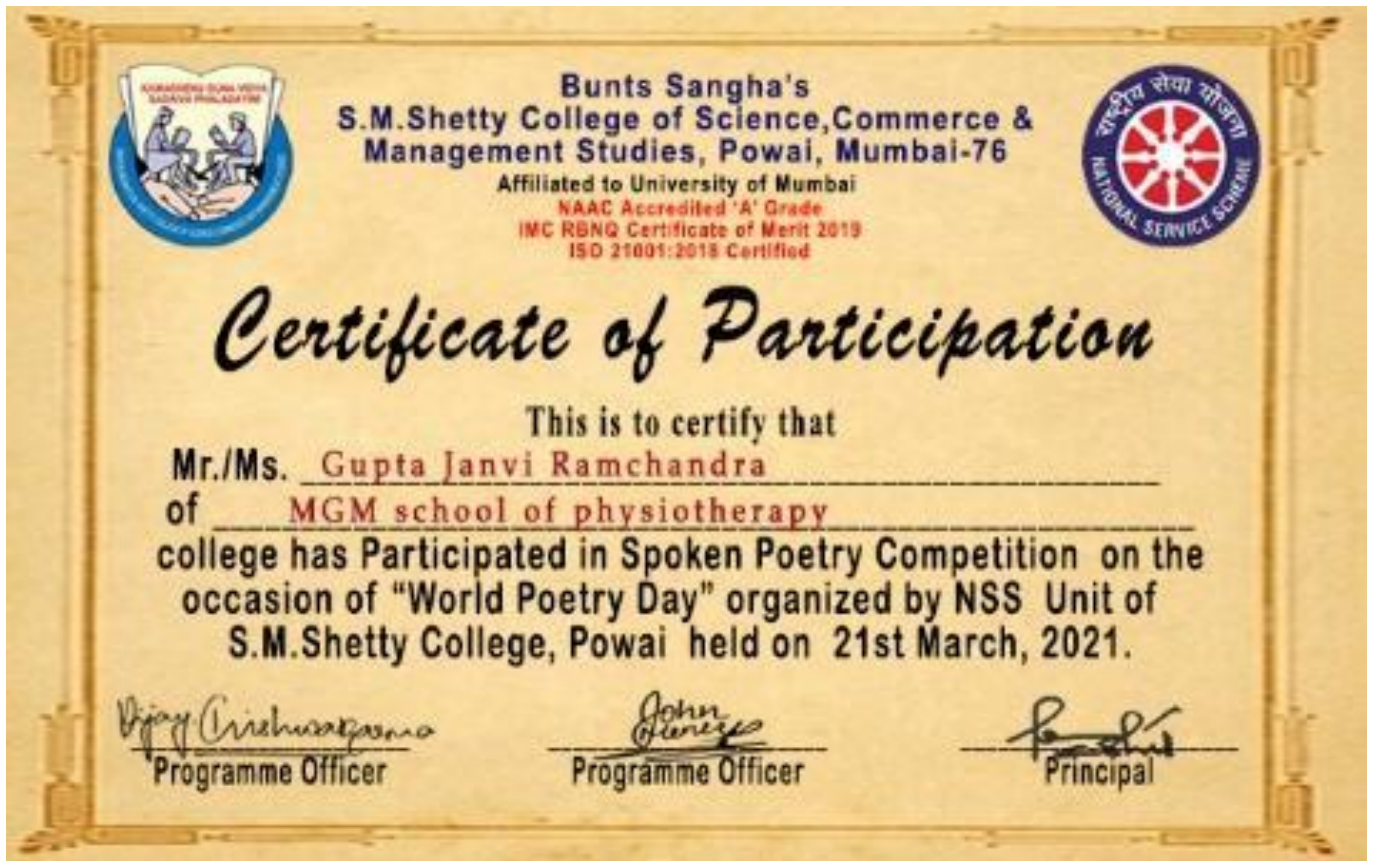 Bunts Sangha's
S.M.Shetty College of Science,Commerce &
Management Studies, Powai, Mumbai-76
Affiliated to University of Mumbai
NAAC Accredited 'A' Grade
IMC RBNQ Certificate of Merit 2019
ISO 21001:2018 Certified
राष्ट्रीय सेवा योजना
NATIONAL SERVICE SCHEME
Certificate of Participation
This is to certify that
Mr./Ms. Gupta Janvi Ramchandra
of MGM school of physiotherapy
college has Participated in Spoken Poetry Competition on the
occasion of “World Poetry Day” organized by NSS Unit of
S.M.Shetty College, Powai held on 21st March, 2021.
Vijay Vishwakarma
John
Programme Officer
Programme Officer
Principal